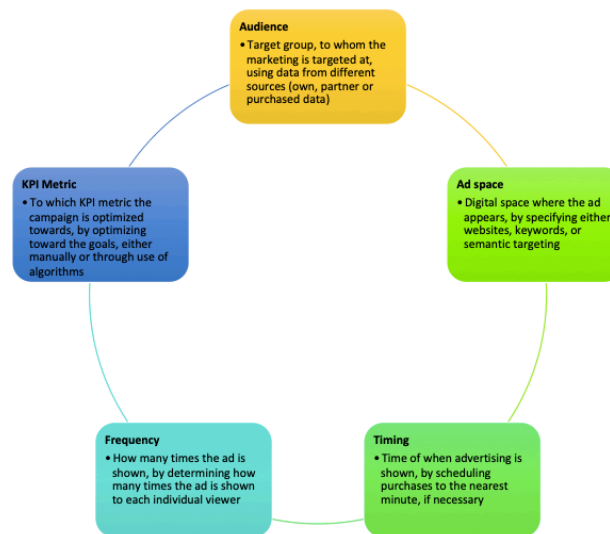 Audience
• Target group, to whom the
marketing is targeted at,
using data from different
sources (own, partner or
purchased data)
KPI Metric
• To which KPI metric the
campaign is optimized
towards, by optimizing
toward the goals, either
manually or through use of
algorithms
Ad space
• Digital space where the ad
appears, by specifying either
websites, keywords, or
semantic targeting
Frequency
• How many times the ad is
shown, by determining how
many times the ad is shown
to each individual viewer
Timing
• Time of when advertising is
shown, by scheduling
purchases to the nearest
minute, if necessary